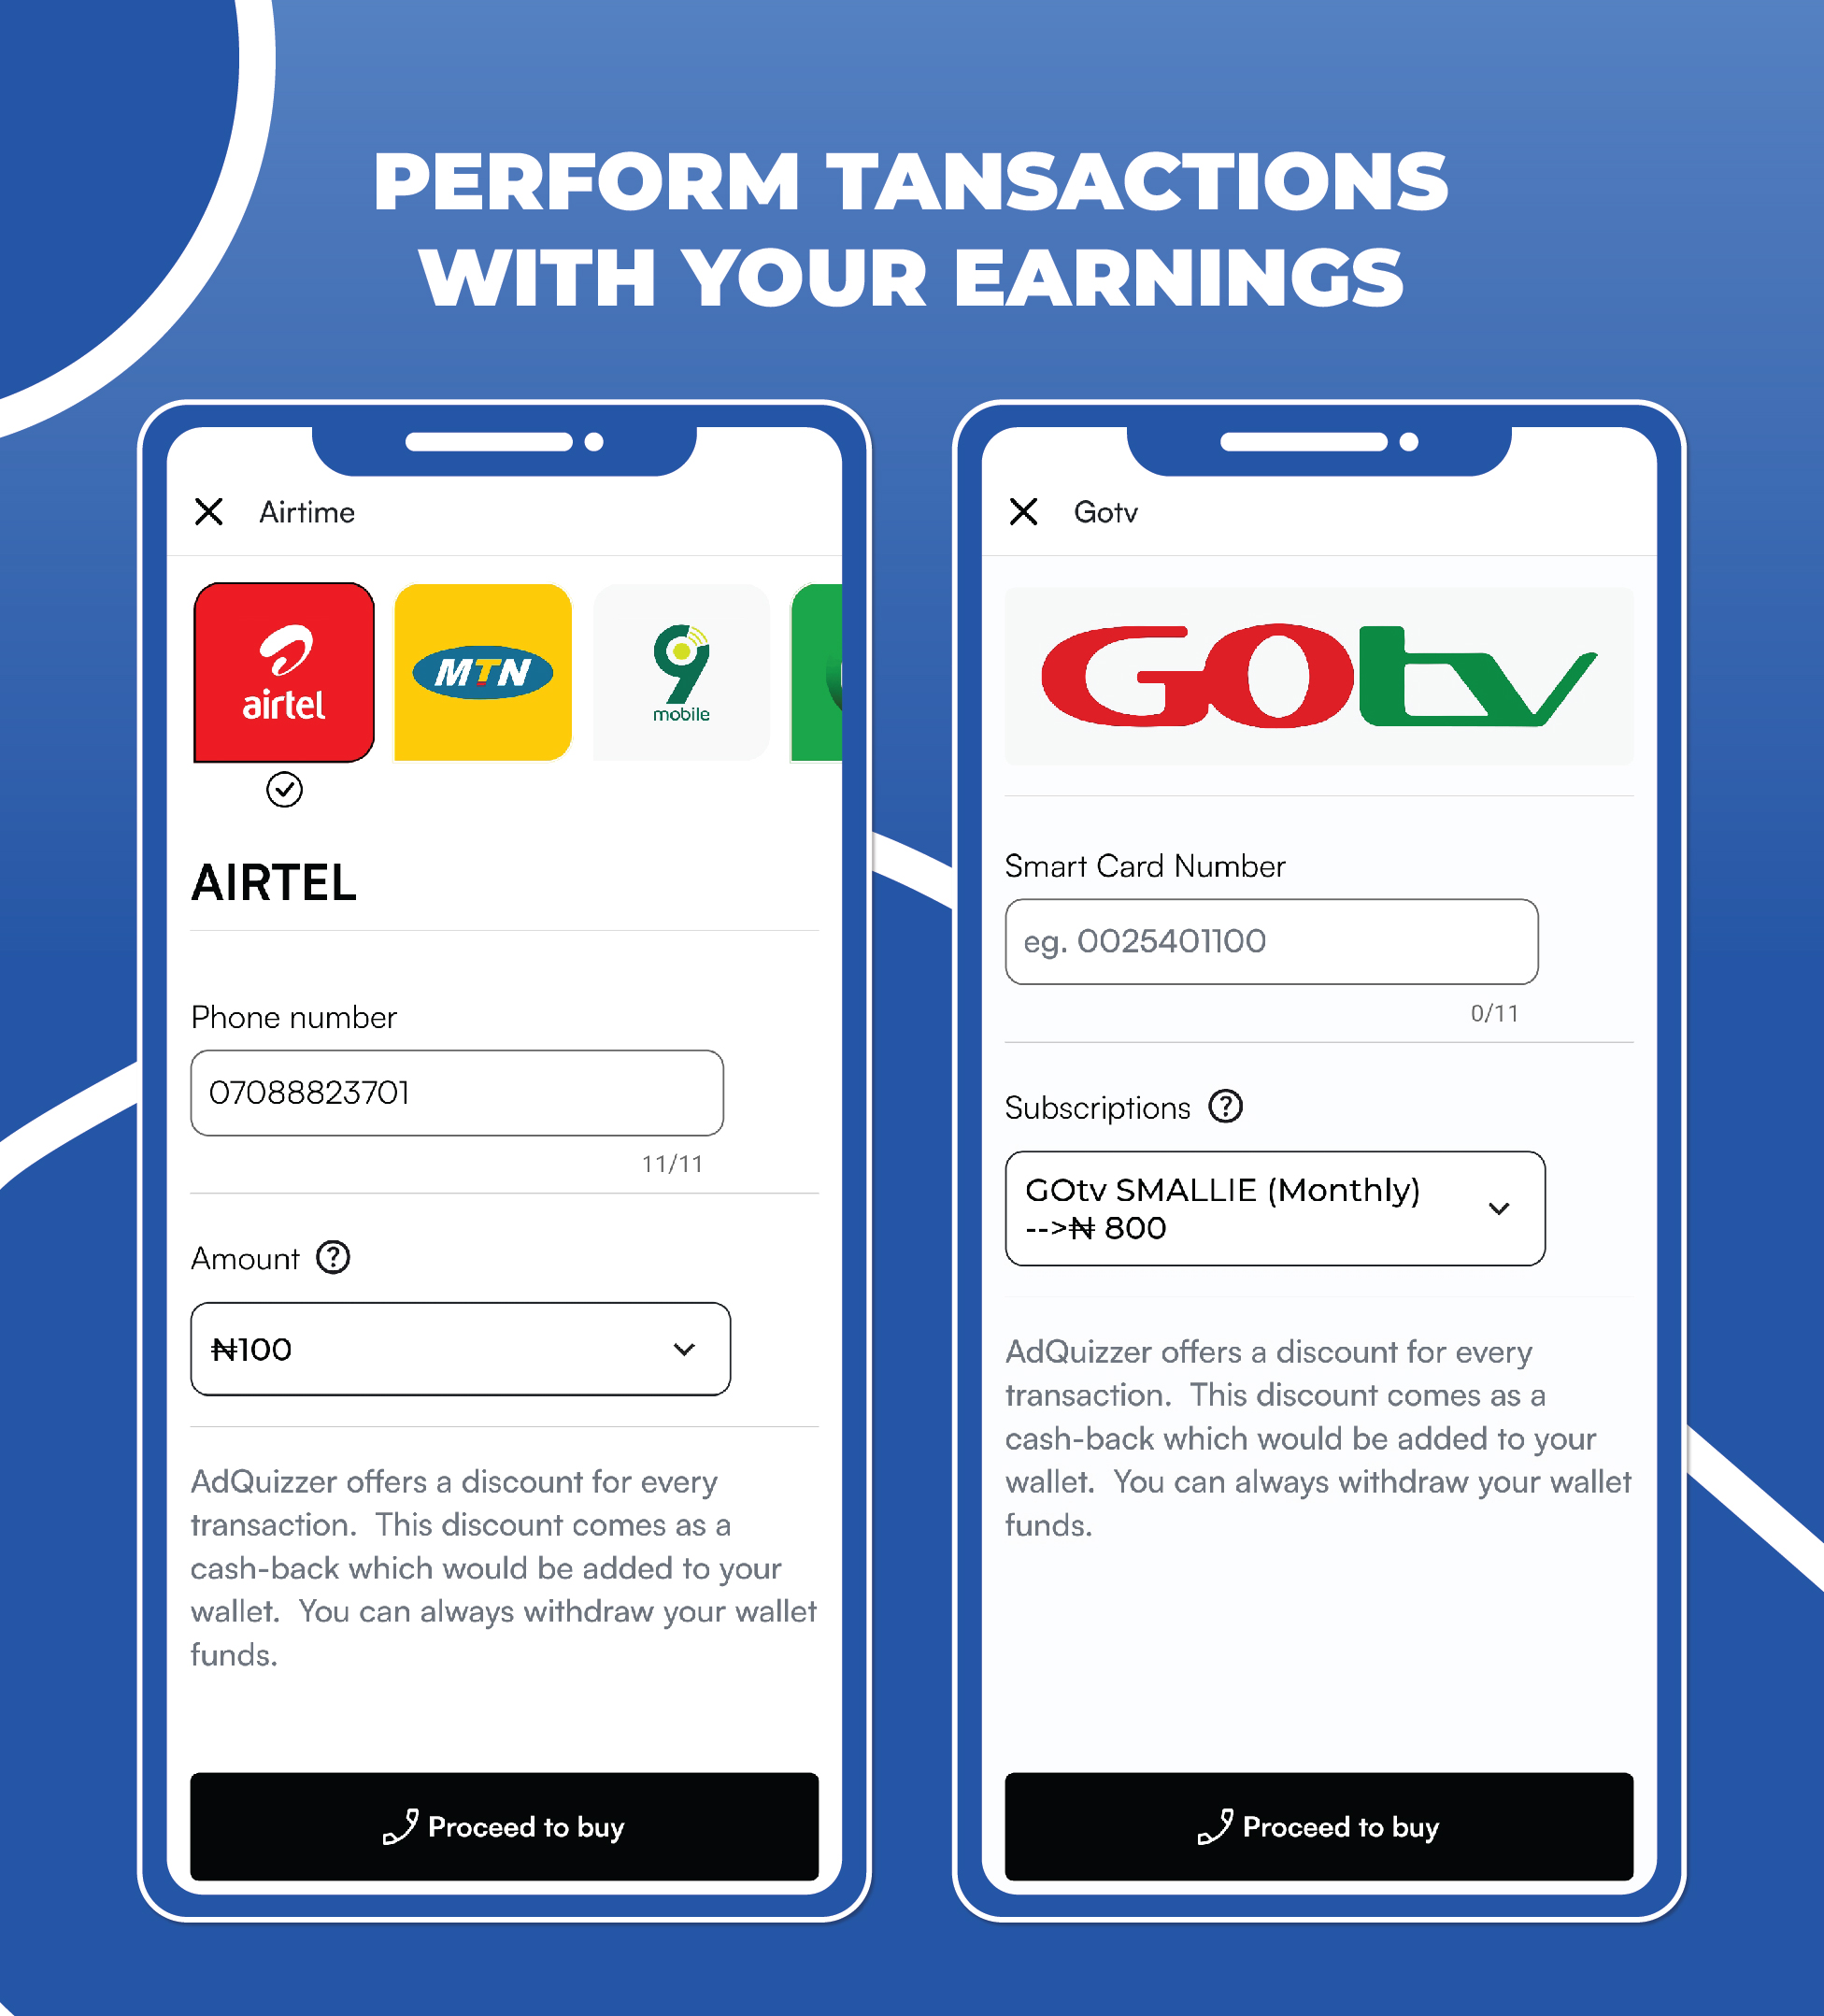 PERFORM TANSACTIONS
WITH YOUR EARNINGS
Airtime
airtel
MTN
9
mobile
AIRTEL
Phone number
07088823701
11/11
Amount ?
₦100
AdQuizzer offers a discount for every
transaction. This discount comes as a
cash-back which would be added to your
wallet. You can always withdraw your wallet
funds.
Proceed to buy
Gotv
GOtv
Smart Card Number
eg. 0025401100
0/11
Subscriptions ?
GOtv SMALLIE (Monthly)
-->₦ 800
AdQuizzer offers a discount for every
transaction. This discount comes as a
cash-back which would be added to your
wallet. You can always withdraw your wallet
funds.
Proceed to buy